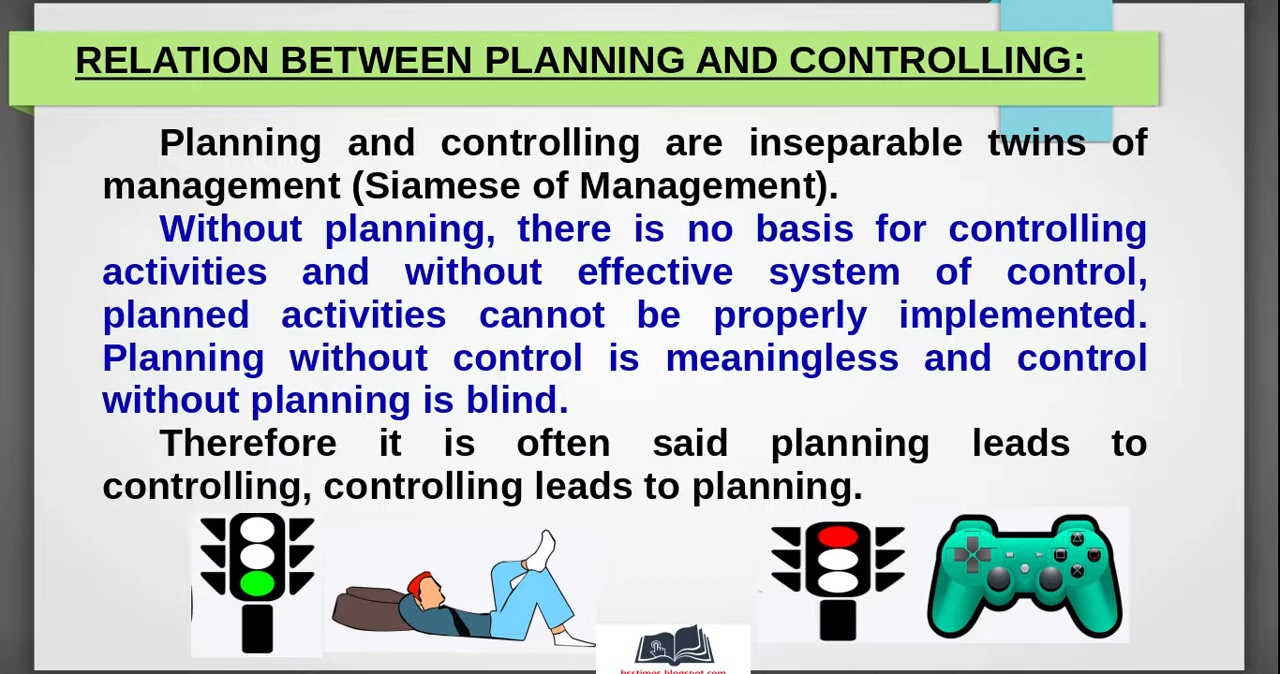 RELATION BETWEEN PLANNING AND CONTROLLING:
Planning and controlling are inseparable twins of
management (Siamese of Management).
Without planning, there is no basis for controlling
activities and without effective system of control,
planned activities cannot be properly implemented.
Planning without control is meaningless and control
without planning is blind.
Therefore it is often said planning leads to
controlling, controlling leads to planning.